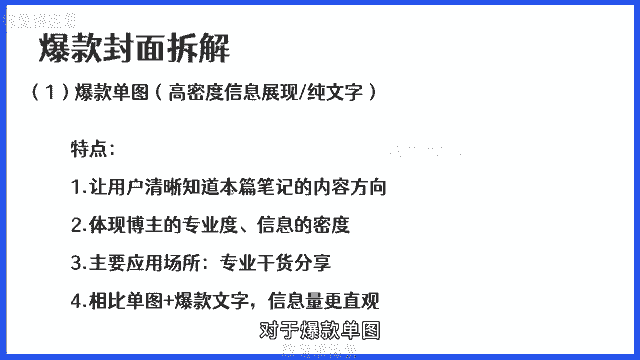 爆款封面拆解
（1）爆款单图（高密度信息展现/纯文字）
特点：
1.让用户清晰知道本篇笔记的内容方向
2.体现博主的专业度、信息的密度
3.主要应用场所：专业干货分享
4.相比单图+爆款文字，信息量更直观
对于爆款单图